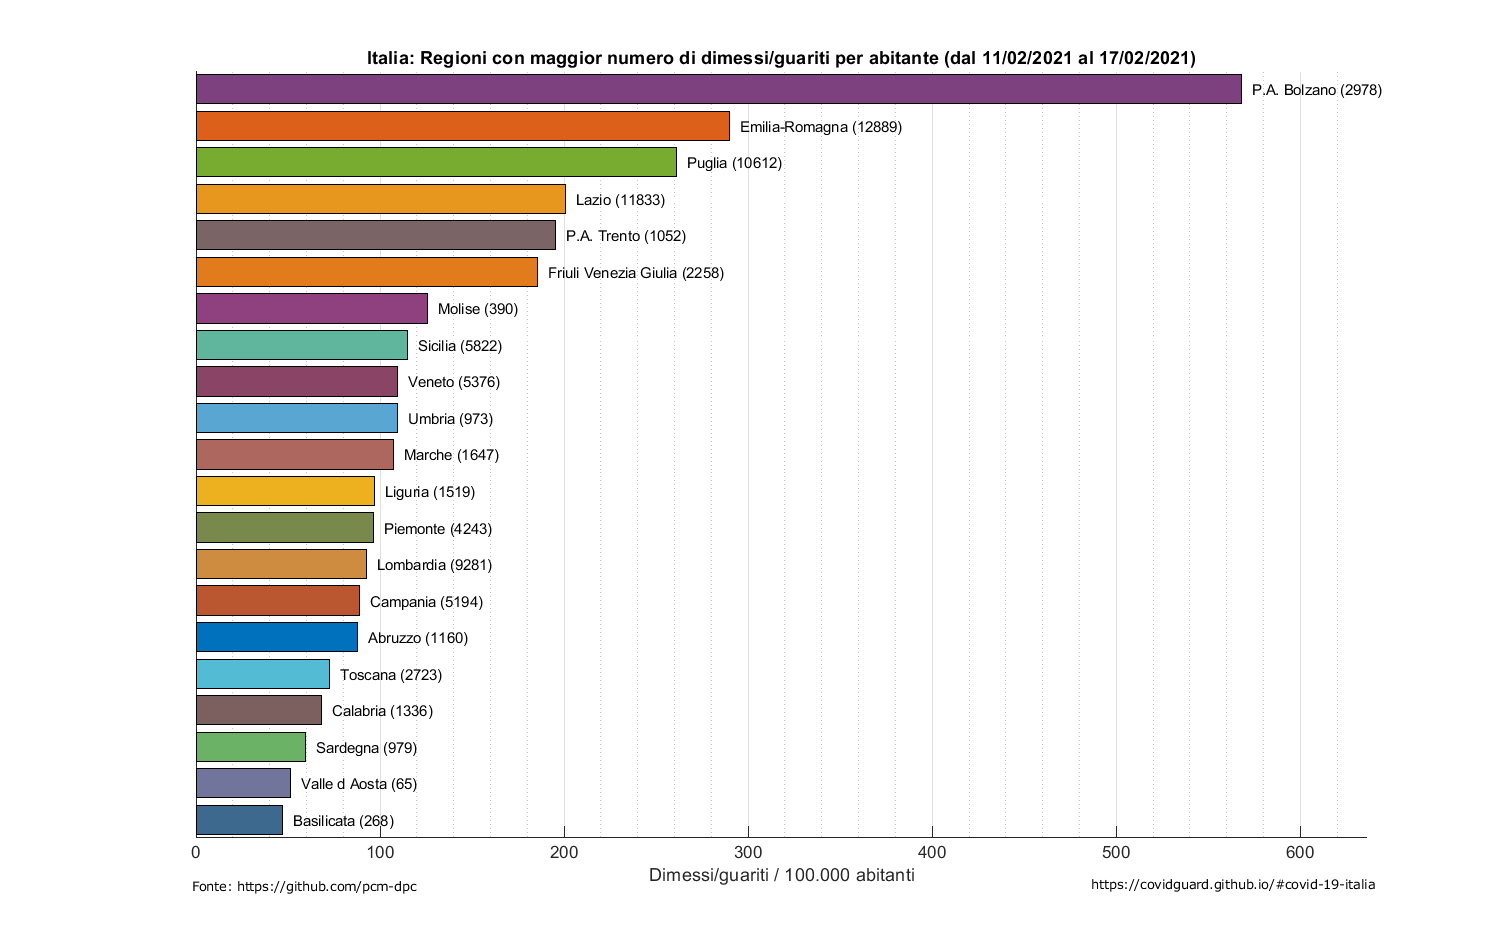 Italia: Regioni con maggior numero di dimessi/guariti per abitante (dal 11/02/2021 al 17/02/2021)
P.A. Bolzano (2978)
Emilia-Romagna (12889)
Puglia (10612)
Lazio (11833)
P.A. Trento (1052)
Friuli Venezia Giulia (2258)
Molise (390)
Sicilia (5822)
Veneto (5376)
Umbria (973)
Marche (1647)
Liguria (1519)
Piemonte (4243)
Lombardia (9281)
Campania (5194)
Abruzzo (1160)
Toscana (2723)
Calabria (1336)
Sardegna (979)
Valle d Aosta (65)
Basilicata (268)
0 100 200 300 400 500 600
Dimessi/guariti / 100.000 abitanti
Fonte: https://github.com/pcm-dpc
https://covidguard.github.io/#covid-19-italia